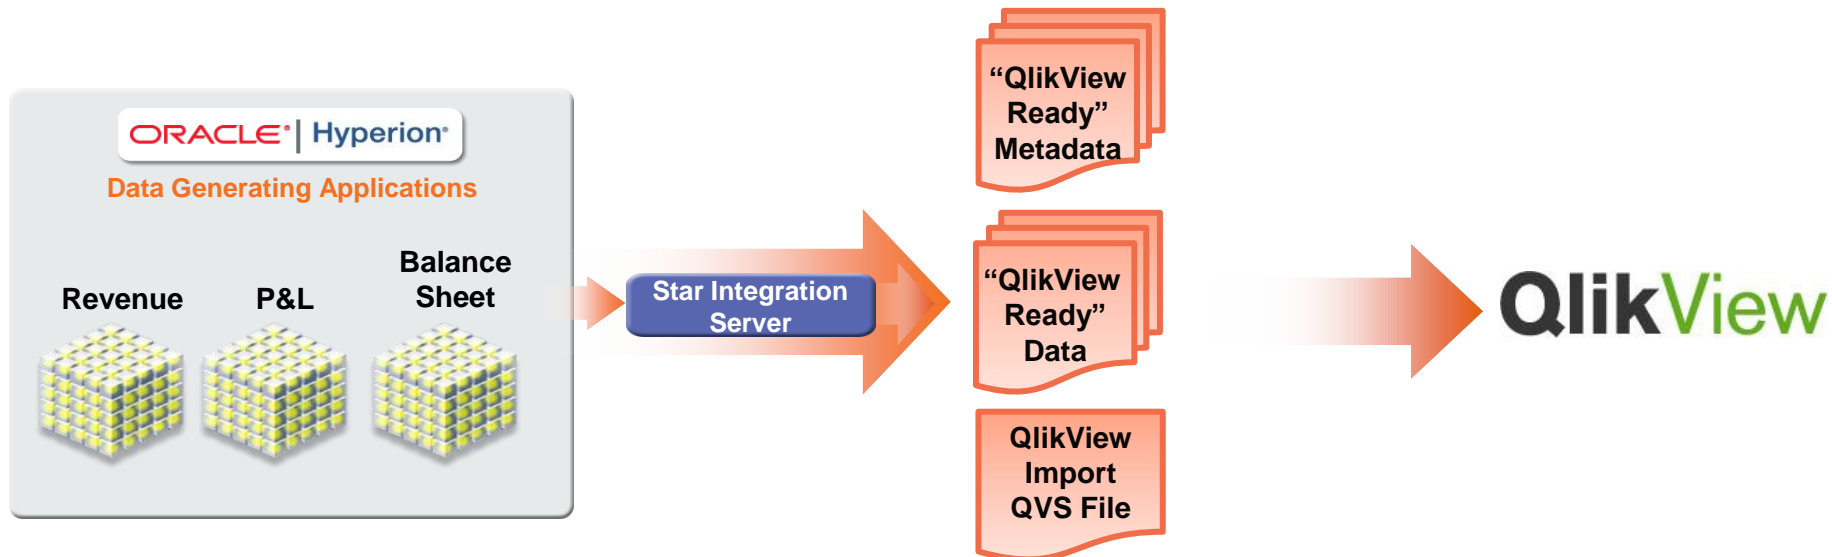 ORACLE® | Hyperion®
Data Generating Applications
Revenue
P&L
Balance
Sheet
Star Integration
Server
“QlikView
Ready”
Metadata
“QlikView
Ready”
Data
QlikView
Import
QVS File
QlikView